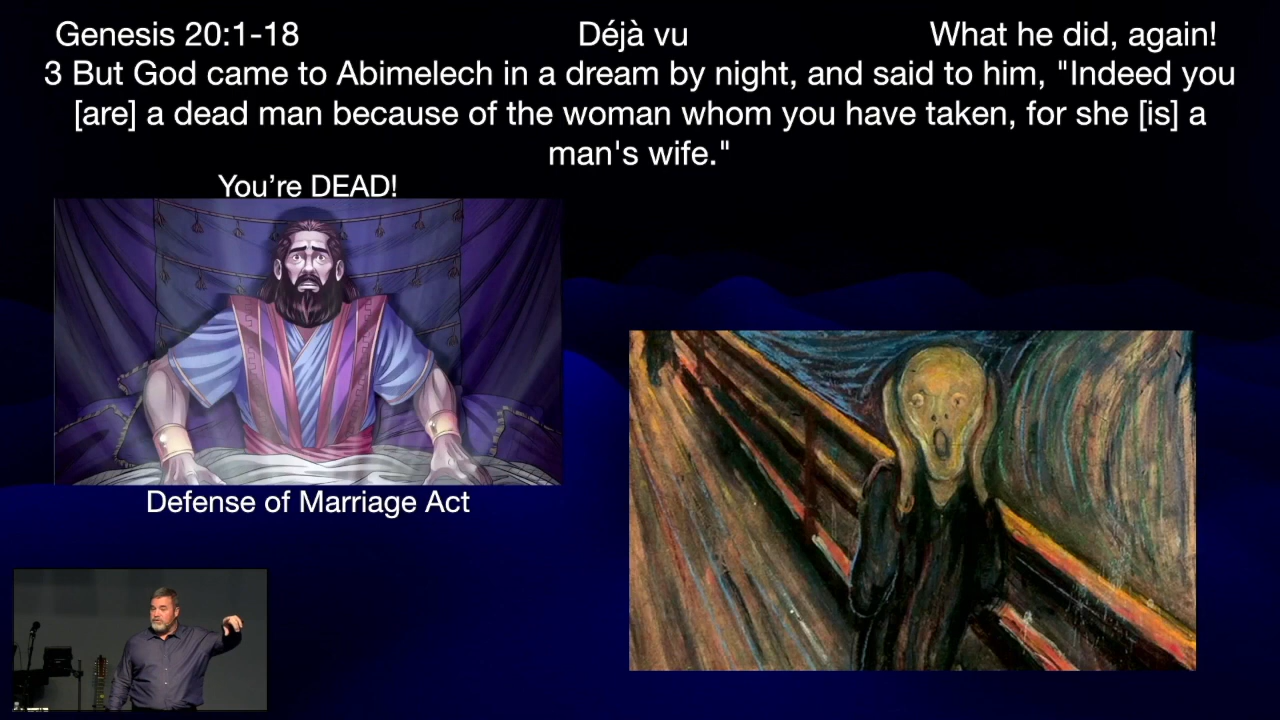 Genesis 20:1-18 Déjà vu What he did, again!
3 But God came to Abimelech in a dream by night, and said to him, "Indeed you
[are] a dead man because of the woman whom you have taken, for she [is] a
man's wife."
You’re DEAD!
Defense of Marriage Act